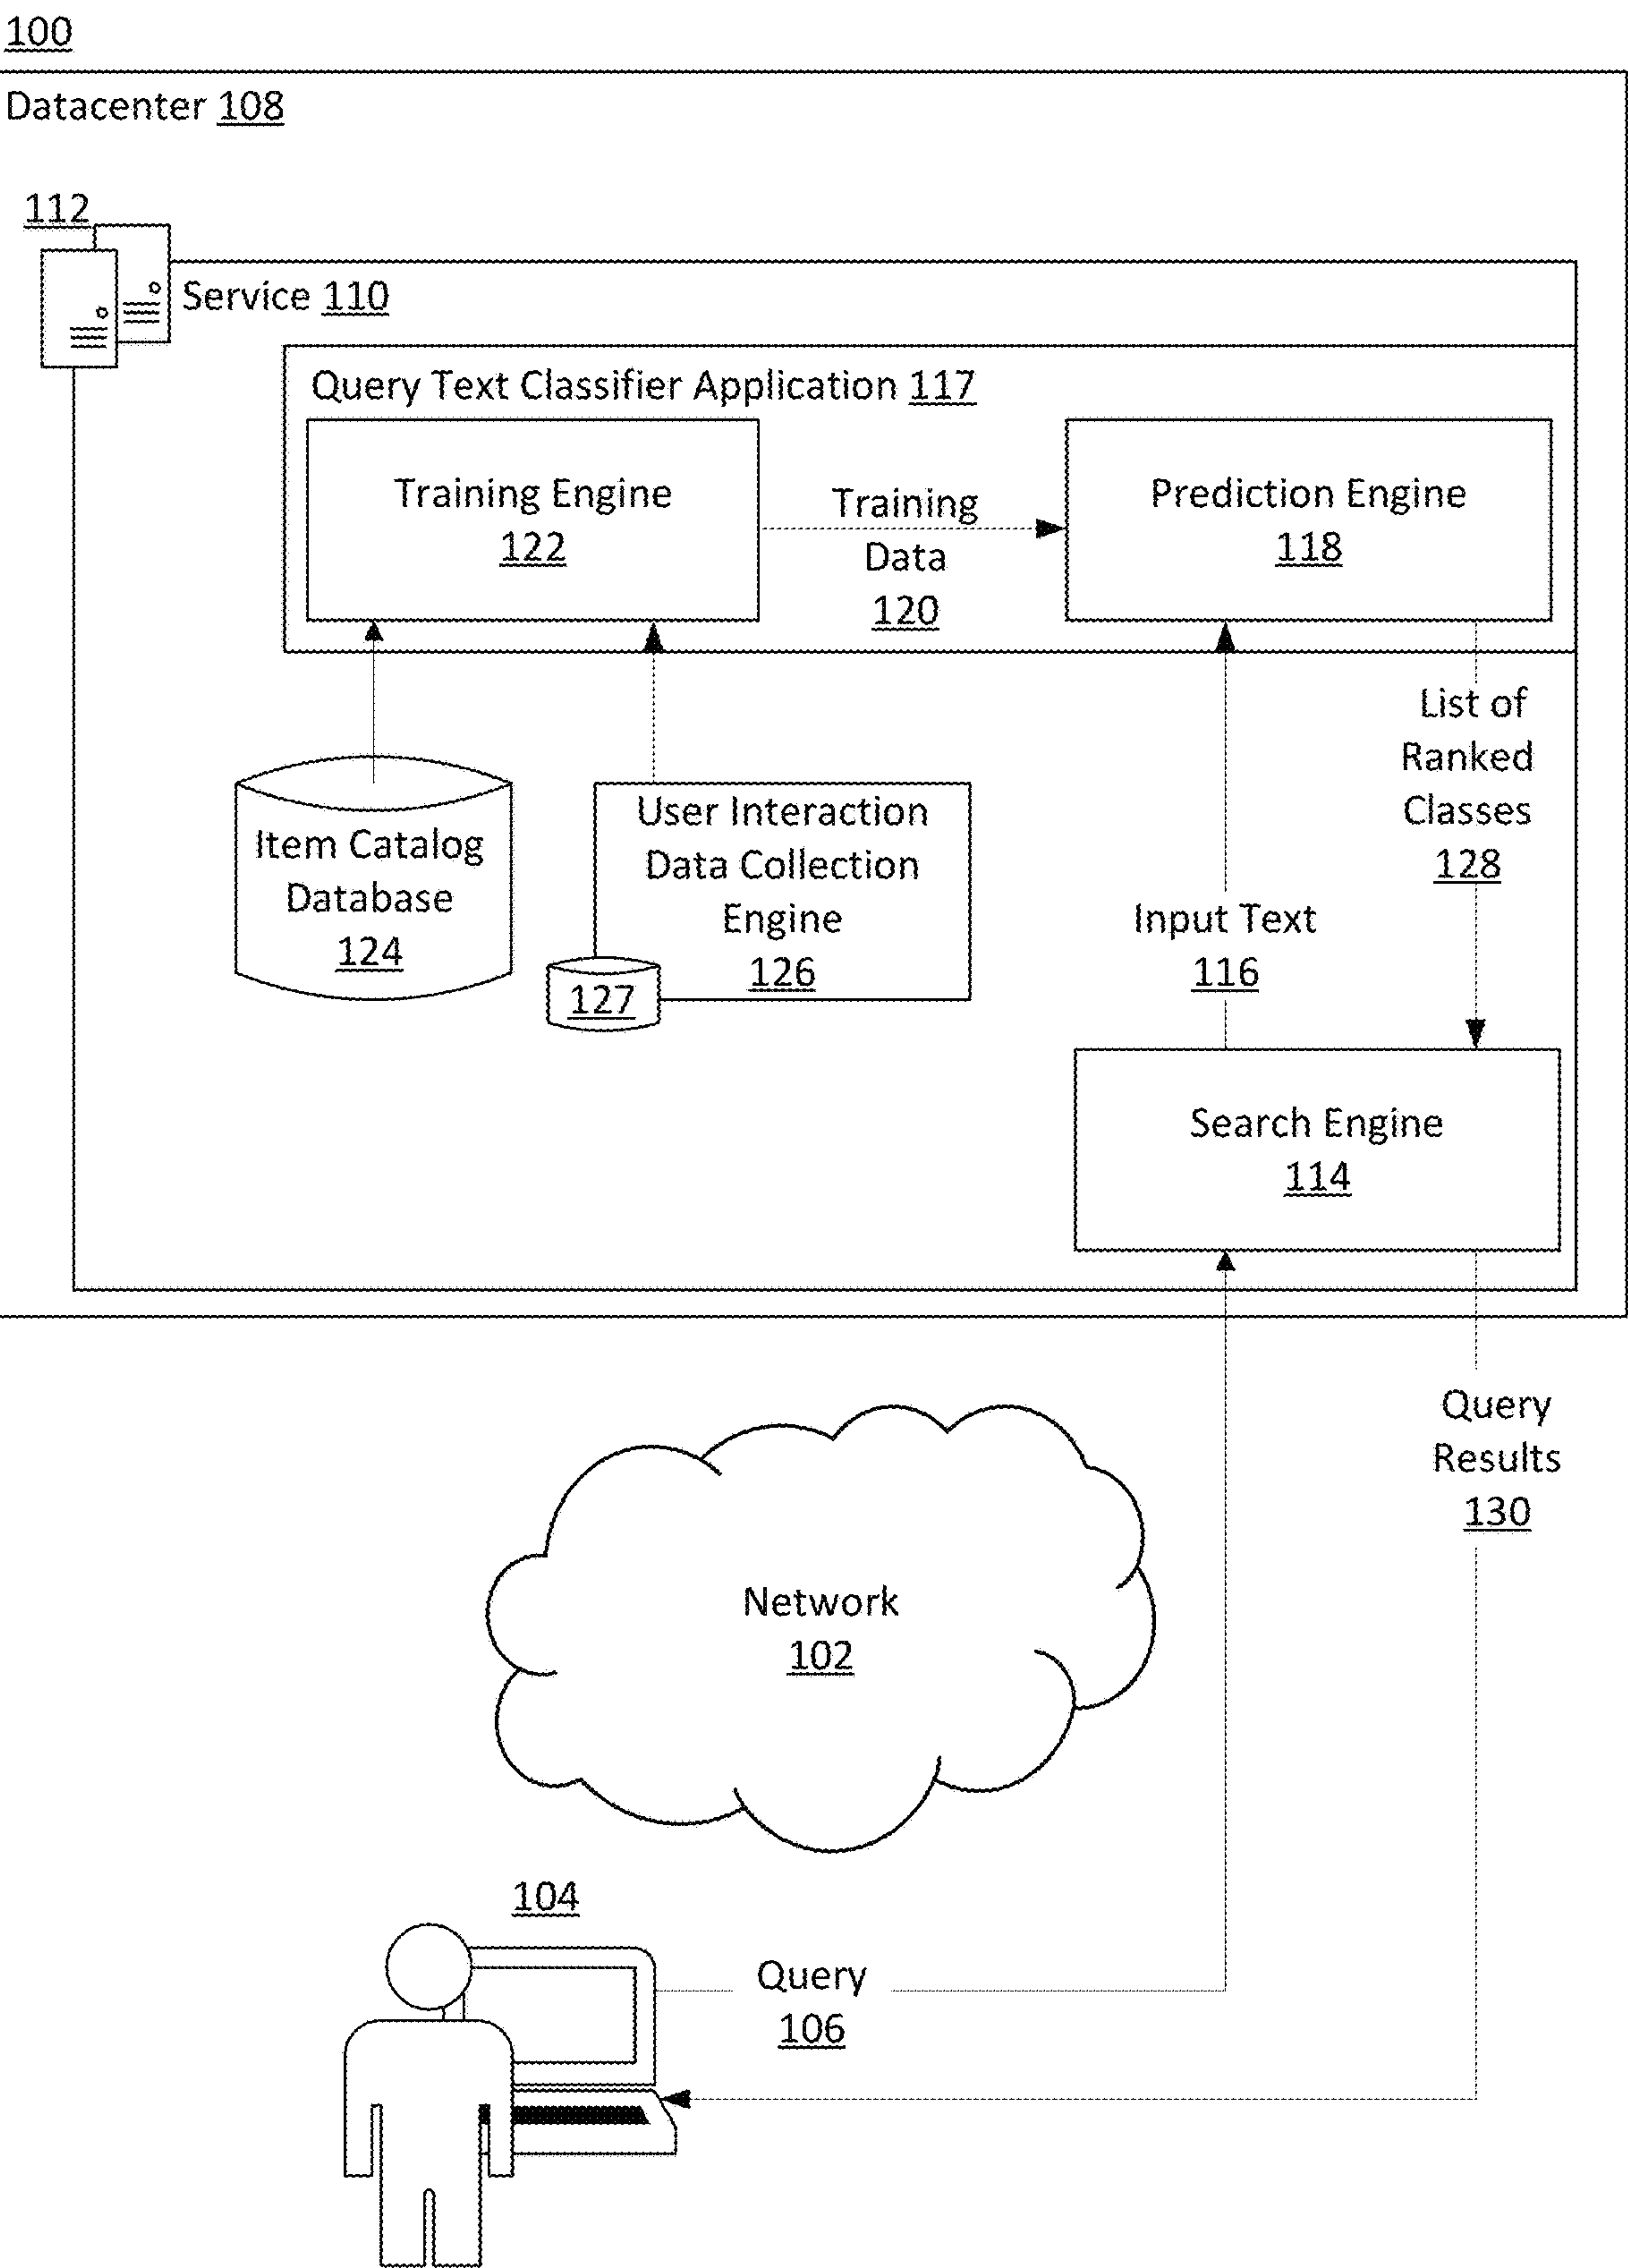 100
Datacenter 108
112
Service 110
Query Text Classifier Application 117
Training Engine
122
Training
Data
120
Prediction Engine
118
List of
Ranked
Classes
128
Item Catalog
Database
124
User Interaction
Data Collection
Engine
126
127
Input Text
116
Search Engine
114
Query
Results
130
Network
102
104
Query
106